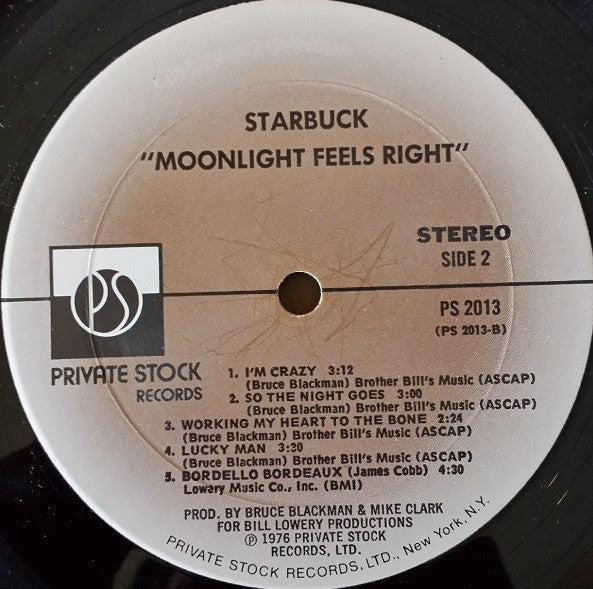 STARBUCK
"MOONLIGHT FEELS RIGHT"
STEREO
SIDE 2
PS 2013
(PS 2013-B)
PS
PRIVATE STOCK
RECORDS
1. I'M CRAZY 3:12
(Bruce Blackman) Brother Bill's Music (ASCAP)
2. SO THE NIGHT GOES 3:00
(Bruce Blackman) Brother Bill's Music (ASCAP)
3. WORKING MY HEART TO THE BONE 2:24
(Bruce Blackman) Brother Bill's Music (ASCAP)
4. LUCKY MAN 3:20
(Bruce Blackman) Brother Bill's Music (ASCAP)
5. BORDELLO BORDEAUX (James Cobb) 4:30
Lowery Music Co., Inc. (BMI)
PROD. BY BRUCE BLACKMAN & MIKE CLARK
FOR BILL LOWERY PRODUCTIONS
℗ 1976 PRIVATE STOCK
RECORDS, LTD.
PRIVATE STOCK RECORDS, LTD., New York, N.Y.